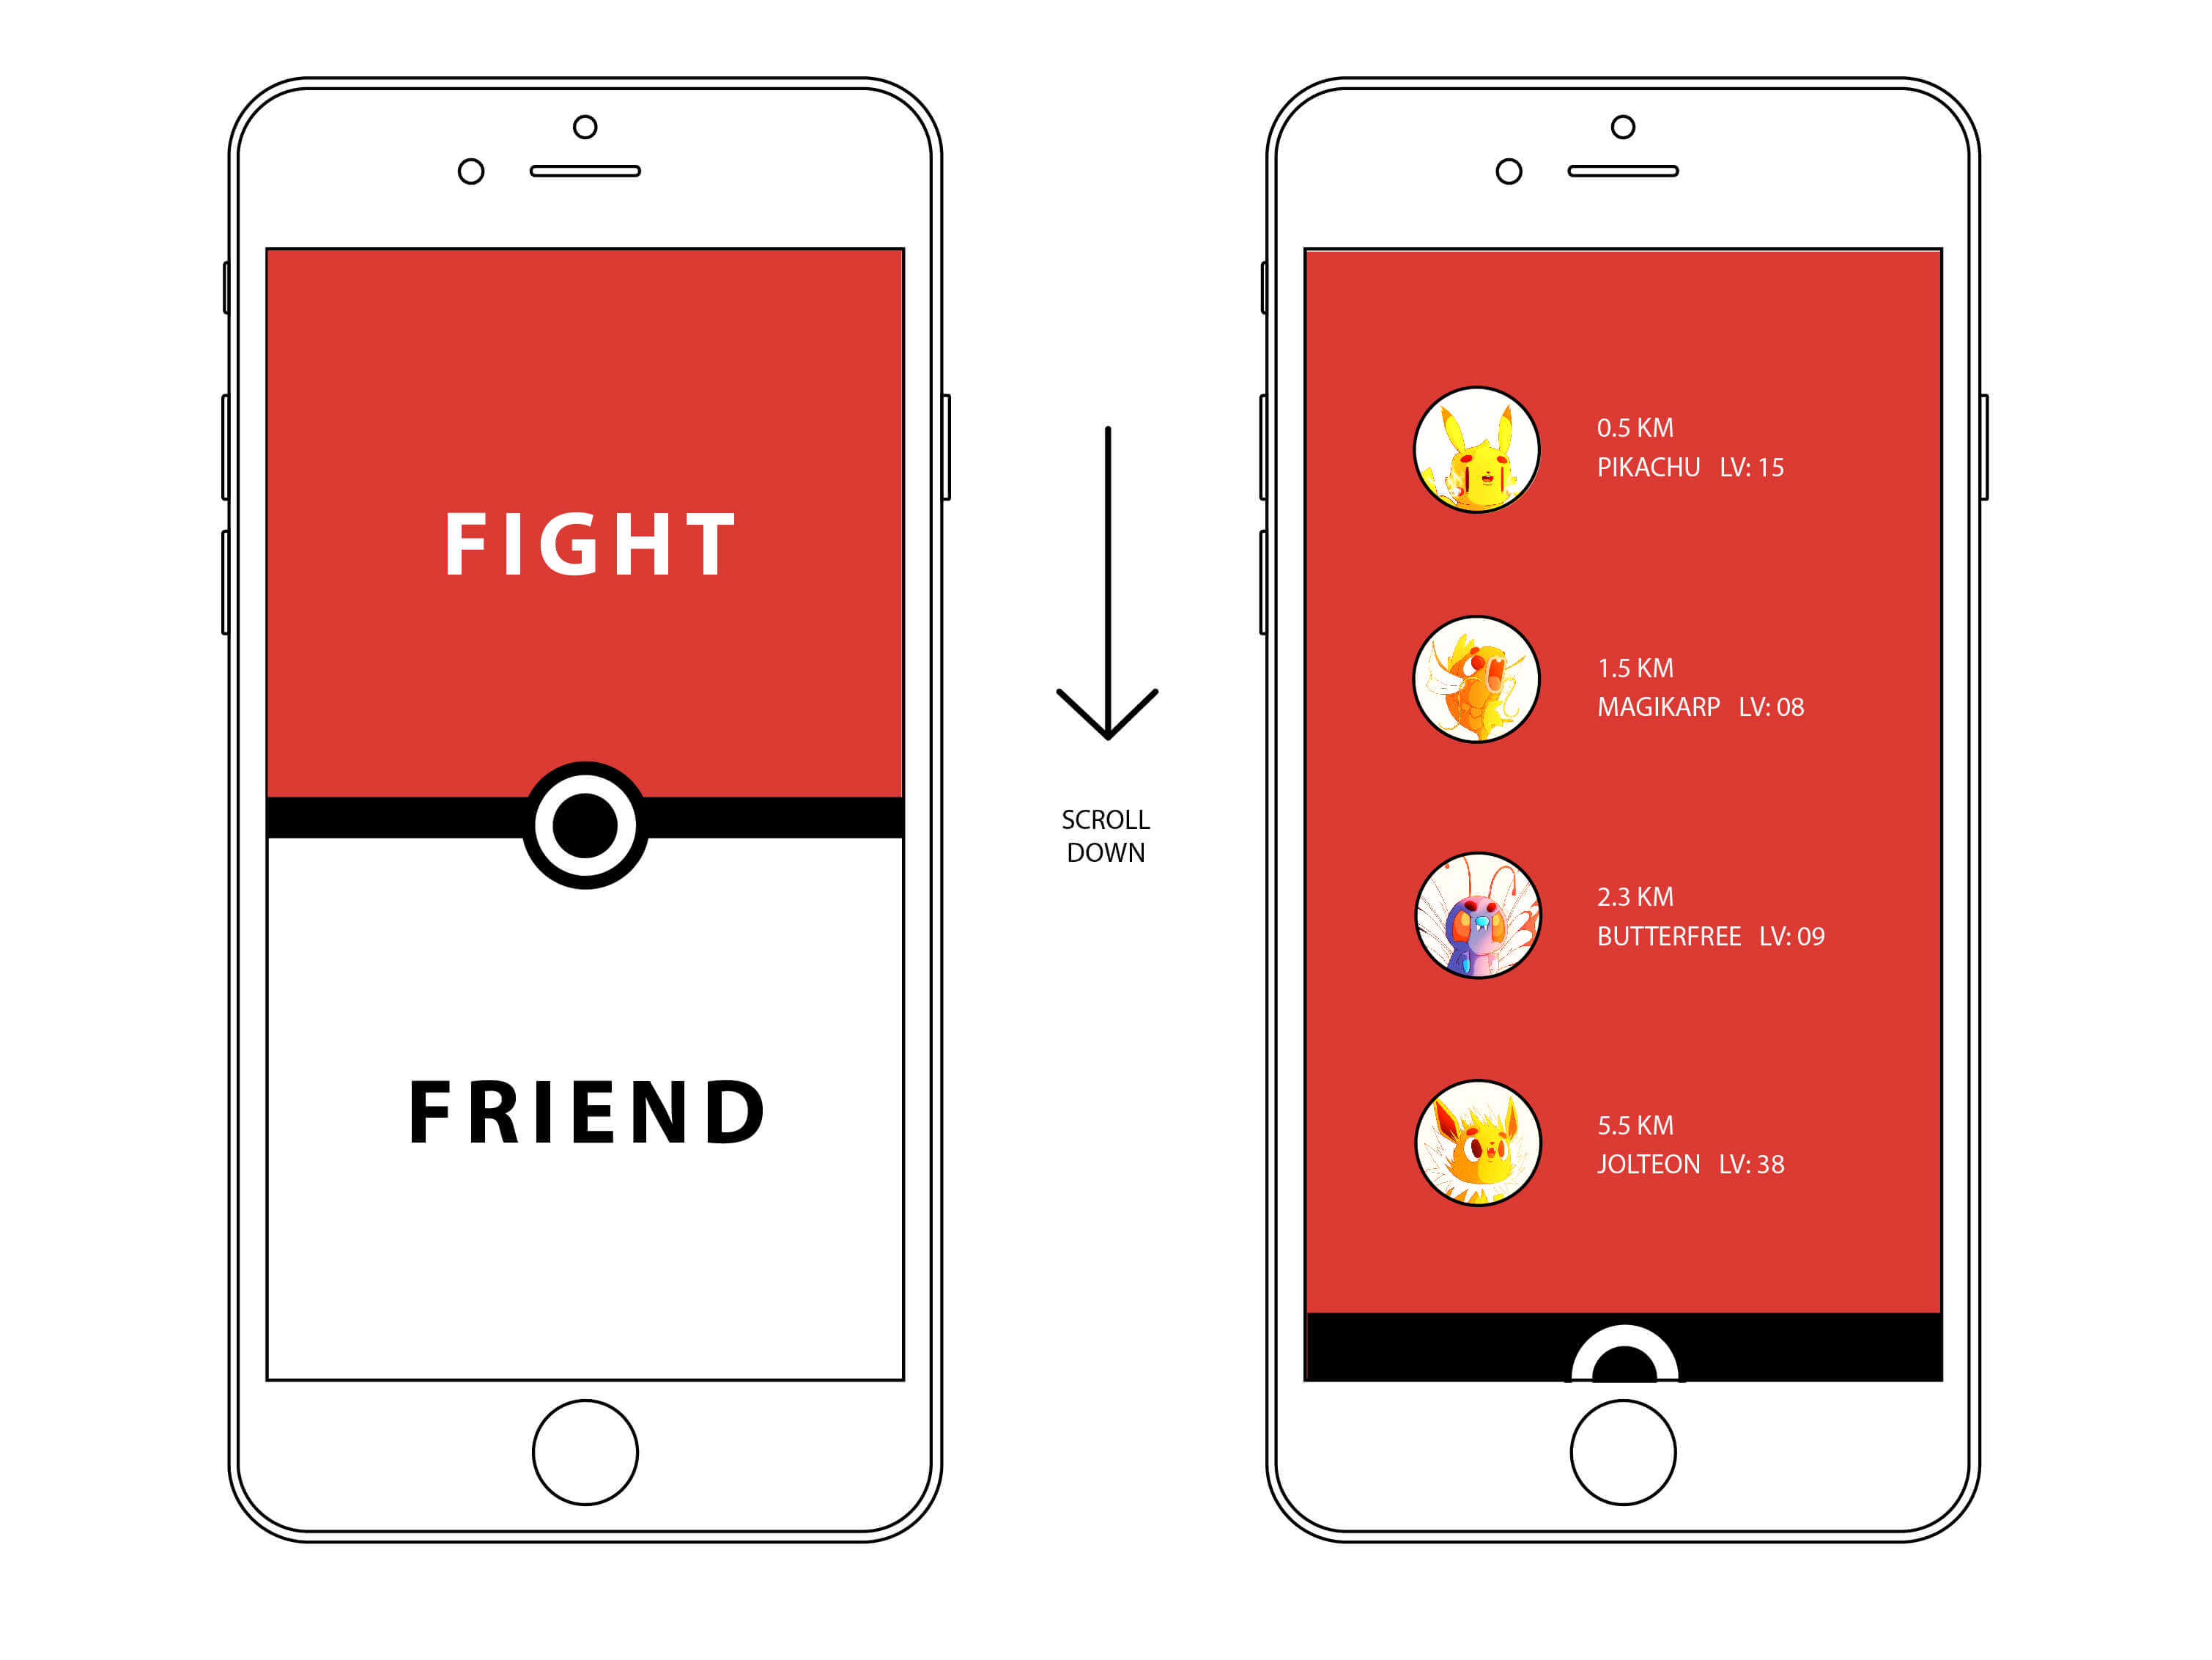 FIGHT
FRIEND
SCROLL
DOWN
0.5 KM
PIKACHU LV: 15
1.5 KM
MAGIKARP LV: 08
2.3 KM
BUTTERFREE LV: 09
5.5 KM
JOLTEON LV: 38